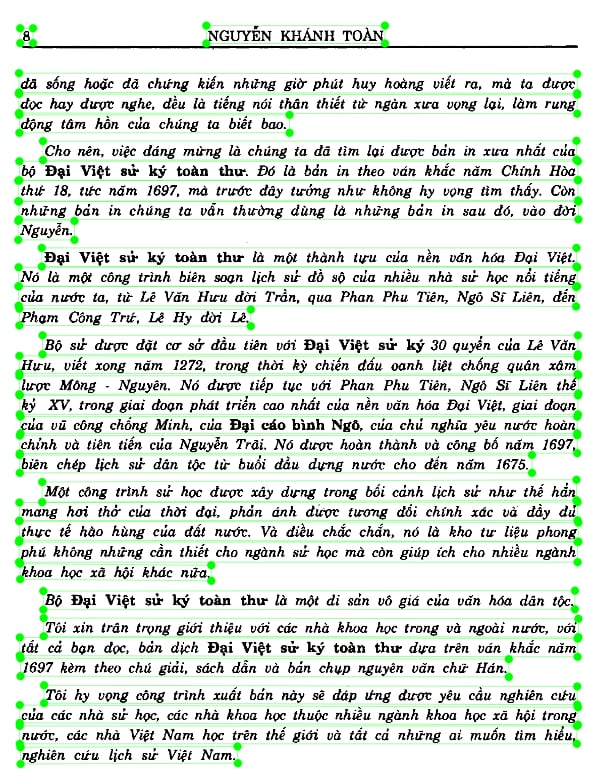 8
NGUYỄN KHÁNH TOÀN
đã sống hoặc đã chứng kiến những giờ phút huy hoàng viết ra, mà ta được
đọc hay được nghe, đều là tiếng nói thân thiết từ ngàn xưa vọng lại, làm rung
động tâm hồn của chúng ta biết bao.
Cho nên, việc đáng mừng là chúng ta đã tìm lại được bản in xưa nhất của
bộ Đại Việt sử ký toàn thư. Đó là bản in theo ván khắc năm Chính Hòa
thứ 18, tức năm 1697, mà trước đây tưởng như không hy vọng tìm thấy. Còn
những bản in chúng ta vẫn thường dùng là những bản in sau đó, vào đời
Nguyễn.
Đại Việt sử ký toàn thư là một thành tựu của nền văn hóa Đại Việt.
Nó là một công trình biên soạn lịch sử đồ sộ của nhiều nhà sử học nổi tiếng
của nước ta, từ Lê Văn Hưu đời Trần, qua Phan Phu Tiên, Ngô Sĩ Liên, đến
Phạm Công Trứ, Lê Hy đời Lê.
Bộ sử được đặt cơ sở đầu tiên với Đại Việt sử ký 30 quyển của Lê Văn
Hưu, viết xong năm 1272, trong thời kỳ chiến đấu oanh liệt chống quân xâm
lược Mông - Nguyên. Nó được tiếp tục với Phan Phu Tiên, Ngô Sĩ Liên thế
kỷ XV, trong giai đoạn phát triển cao nhất của nền văn hóa Đại Việt, giai đoạn
của vũ công chống Minh, của Đại cáo bình Ngô, của chủ nghĩa yêu nước hoàn
chỉnh và tiên tiến của Nguyễn Trãi. Nó được hoàn thành và công bố năm 1697,
biên chép lịch sử dân tộc từ buổi đầu dựng nước cho đến năm 1675.
Một công trình sử học được xây dựng trong bối cảnh lịch sử như thế hẳn
mang hơi thở của thời đại, phản ánh được tương đối chính xác và đầy đủ
thực tế hào hùng của đất nước. Và điều chắc chắn, nó là kho tư liệu phong
phú không những cần thiết cho ngành sử học mà còn giúp ích cho nhiều ngành
khoa học xã hội khác nữa.
Bộ Đại Việt sử ký toàn thư là một di sản vô giá của văn hóa dân tộc.
Tôi xin trân trọng giới thiệu với các nhà khoa học trong và ngoài nước, với
tất cả bạn đọc, bản dịch Đại Việt sử ký toàn thư dựa trên ván khắc năm
1697 kèm theo chú giải, sách dẫn và bản chụp nguyên văn chữ Hán.
Tôi hy vọng công trình xuất bản này sẽ đáp ứng được yêu cầu nghiên cứu
của các nhà sử học, các nhà khoa học thuộc nhiều ngành khoa học xã hội trong
nước, các nhà Việt Nam học trên thế giới và tất cả những ai muốn tìm hiểu,
nghiên cứu lịch sử Việt Nam.